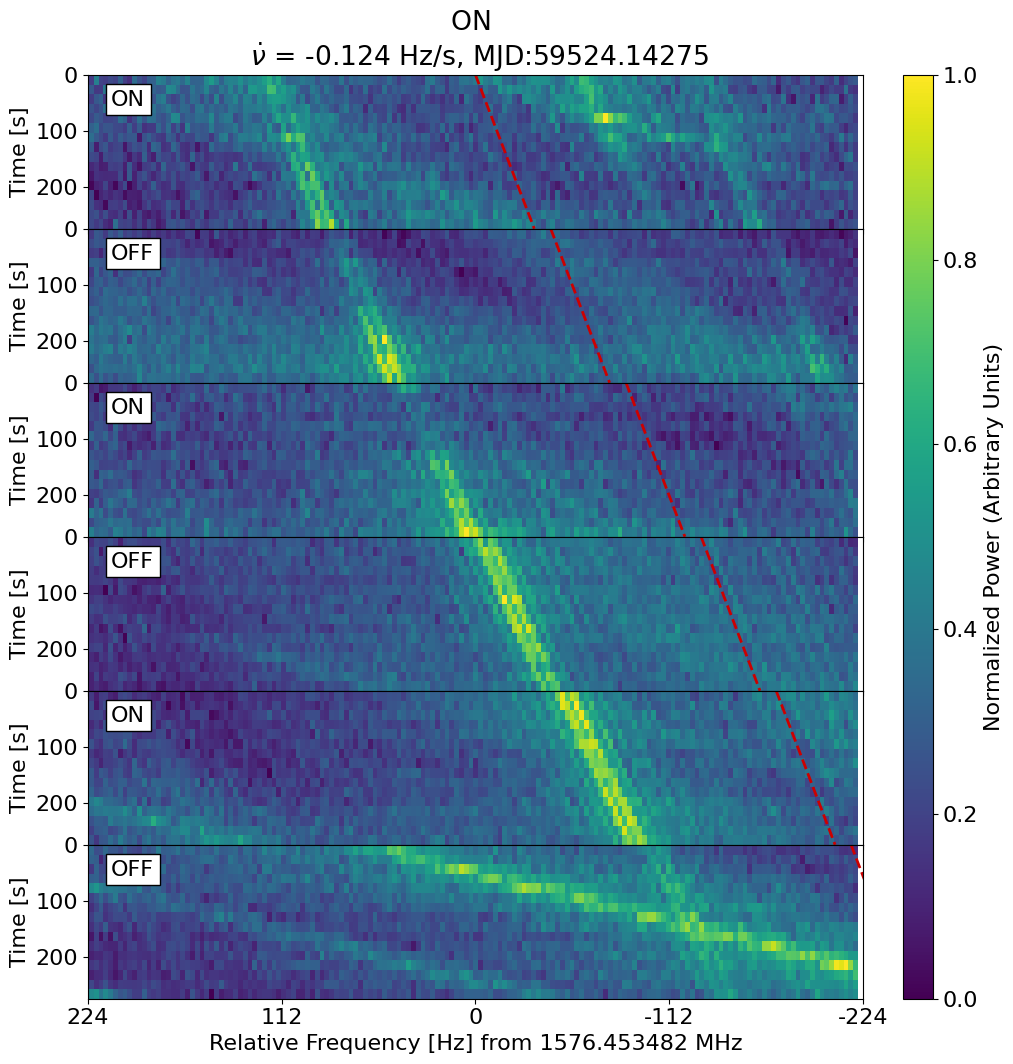 ON
ν̇ = -0.124 Hz/s, MJD:59524.14275
Time [s]
0
100
200
ON
Time [s]
0
100
200
OFF
Time [s]
0
100
200
ON
Time [s]
0
100
200
OFF
Time [s]
0
100
200
ON
Time [s]
0
100
200
OFF
224
112
0
-112
-224
Relative Frequency [Hz] from 1576.453482 MHz
1.0
0.8
0.6
0.4
0.2
0.0
Normalized Power (Arbitrary Units)